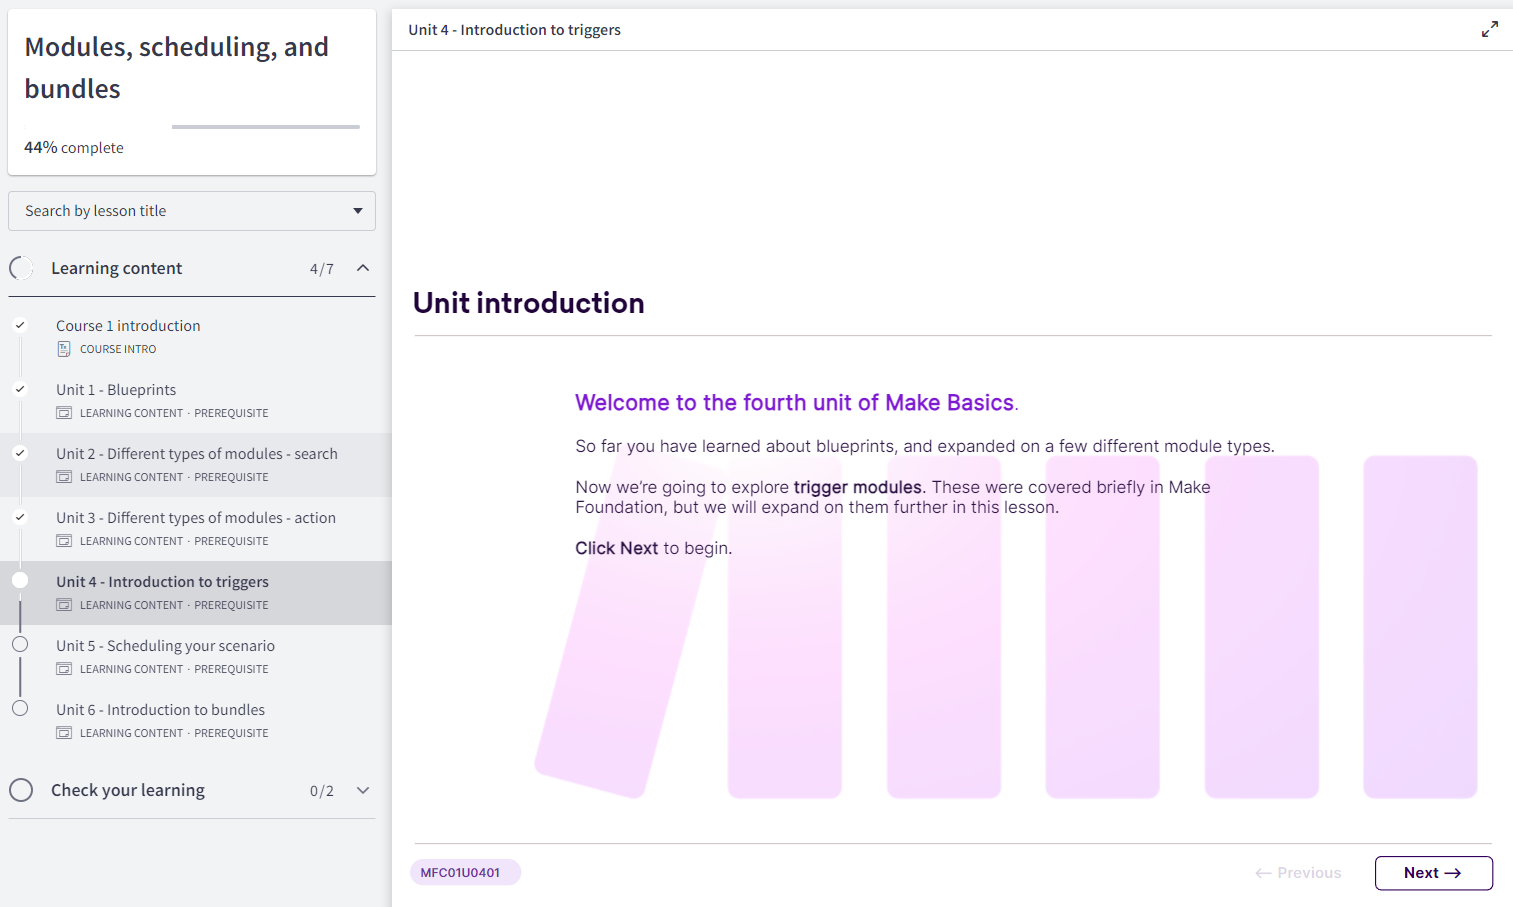 Modules, scheduling, and
bundles
44% complete
Search by lesson title
Learning content 4/7
Course 1 introduction
COURSE INTRO
Unit 1 - Blueprints
LEARNING CONTENT · PREREQUISITE
Unit 2 - Different types of modules - search
LEARNING CONTENT · PREREQUISITE
Unit 3 - Different types of modules - action
LEARNING CONTENT · PREREQUISITE
Unit 4 - Introduction to triggers
LEARNING CONTENT · PREREQUISITE
Unit 5 - Scheduling your scenario
LEARNING CONTENT · PREREQUISITE
Unit 6 - Introduction to bundles
LEARNING CONTENT · PREREQUISITE
Check your learning 0/2
Unit 4 - Introduction to triggers
Unit introduction
Welcome to the fourth unit of Make Basics.
So far you have learned about blueprints, and expanded on a few different module types.
Now we’re going to explore trigger modules. These were covered briefly in Make
Foundation, but we will expand on them further in this lesson.
Click Next to begin.
MFC01U0401
← Previous
Next →